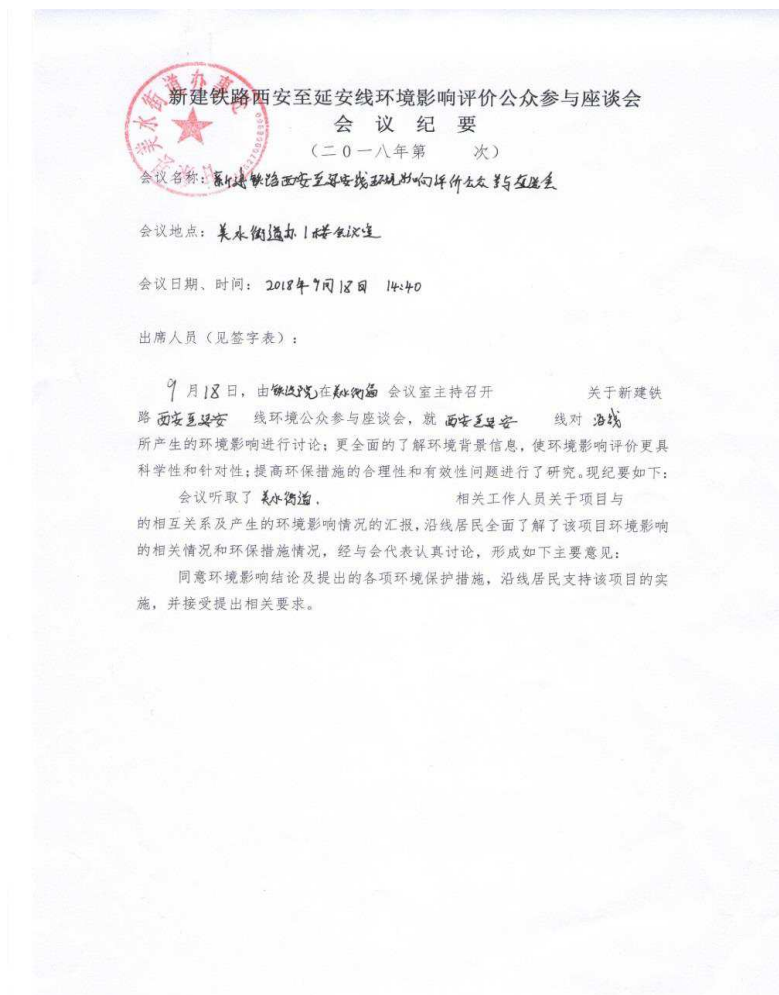 美水街道办事处
新建铁路西安至延安线环境影响评价公众参与座谈会
会 议 纪 要
（二０一八年第 次）
会议名称：新建铁路西安至延安线环境影响评价公众参与座谈会
会议地点：美水街道办1楼会议室
会议日期、时间：2018年9月18日 14:40
出席人员（见签字表）：
9月18日，由铁设院在美水街道会议室主持召开 关于新建铁
路西安至延安 线环境公众参与座谈会，就 西安至延安 线对 沿线
所产生的环境影响进行讨论；更全面的了解环境背景信息，使环境影响评价更具
科学性和针对性；提高环保措施的合理性和有效性问题进行了研究。现纪要如下：
会议听取了 美水街道. 相关工作人员关于项目与
的相互关系及产生的环境影响情况的汇报，沿线居民全面了解了该项目环境影响
的相关情况和环保措施情况，经与会代表认真讨论，形成如下主要意见：
同意环境影响结论及提出的各项环境保护措施，沿线居民支持该项目的实
施，并接受提出相关要求。